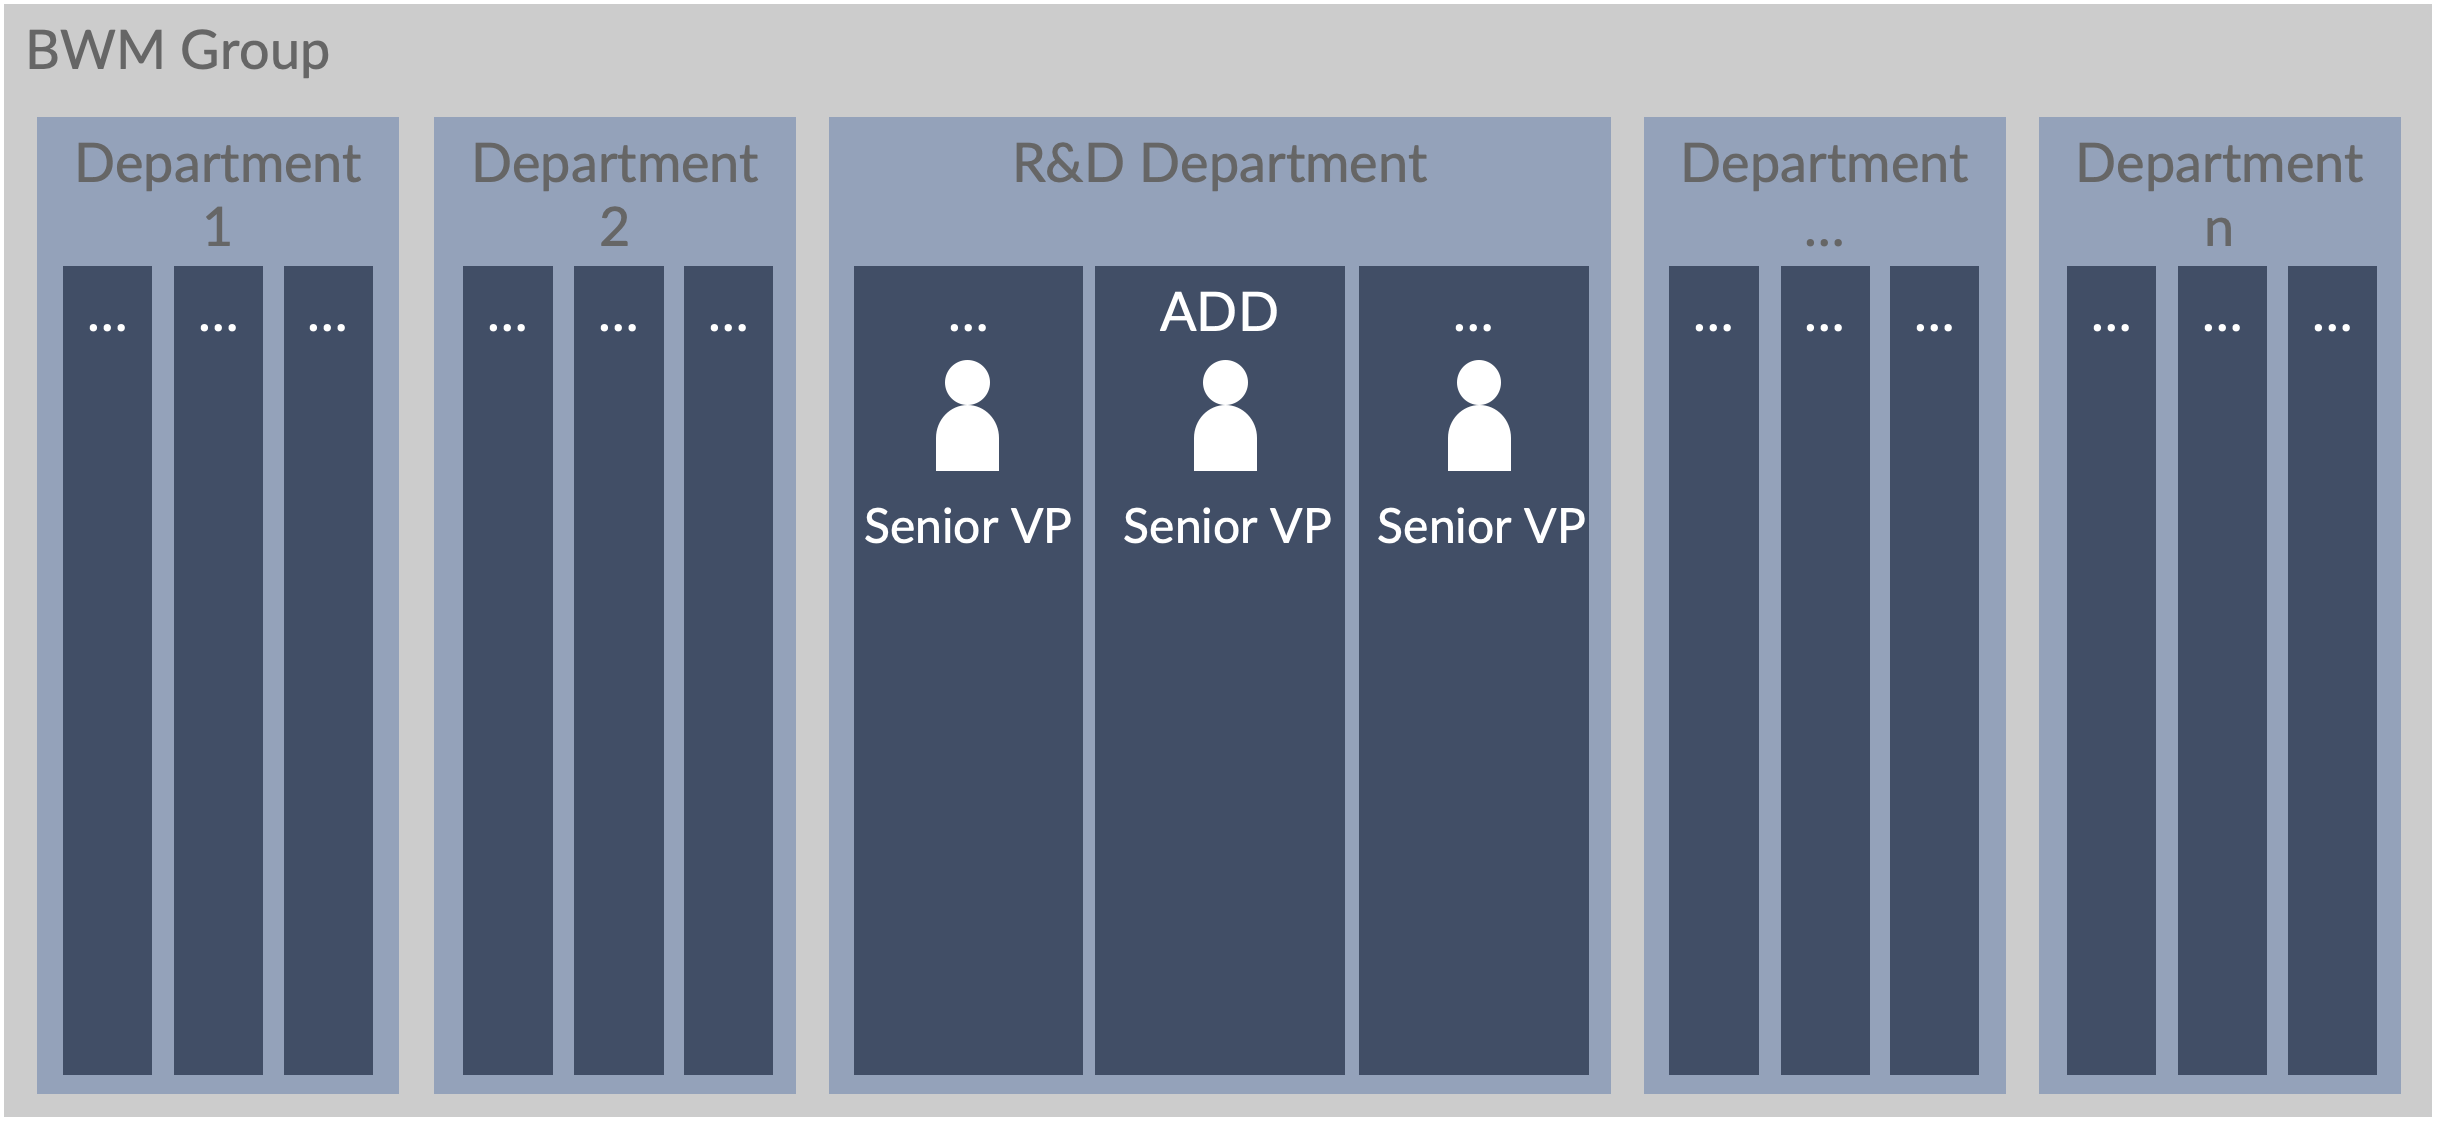 BWM Group
Department
1
... ... ...
Department
2
... ... ...
R&D Department
... ADD ...
Senior VP Senior VP Senior VP
Department
...
... ... ...
Department
n
... ... ...